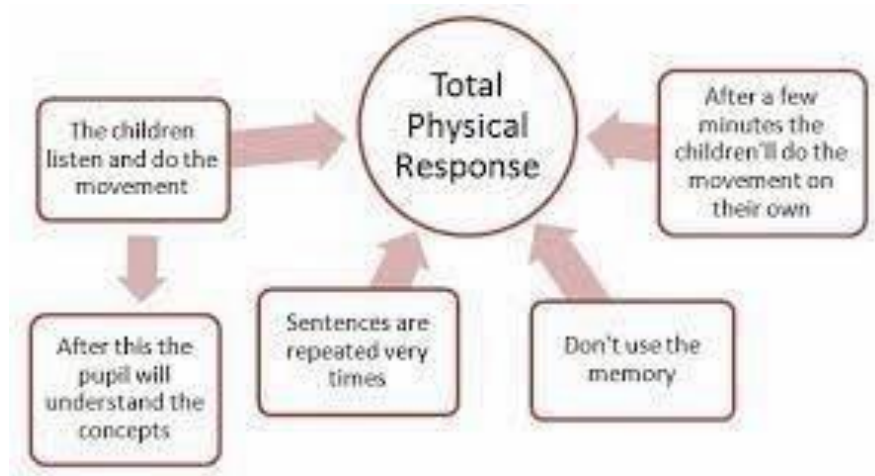 Total
Physical
Response
The children
listen and do the
movement
After a few
minutes the
children'll do the
movement on
their own
After this the
pupil will
understand the
concepts
Sentences are
repeated very
times
Don't use the
memory